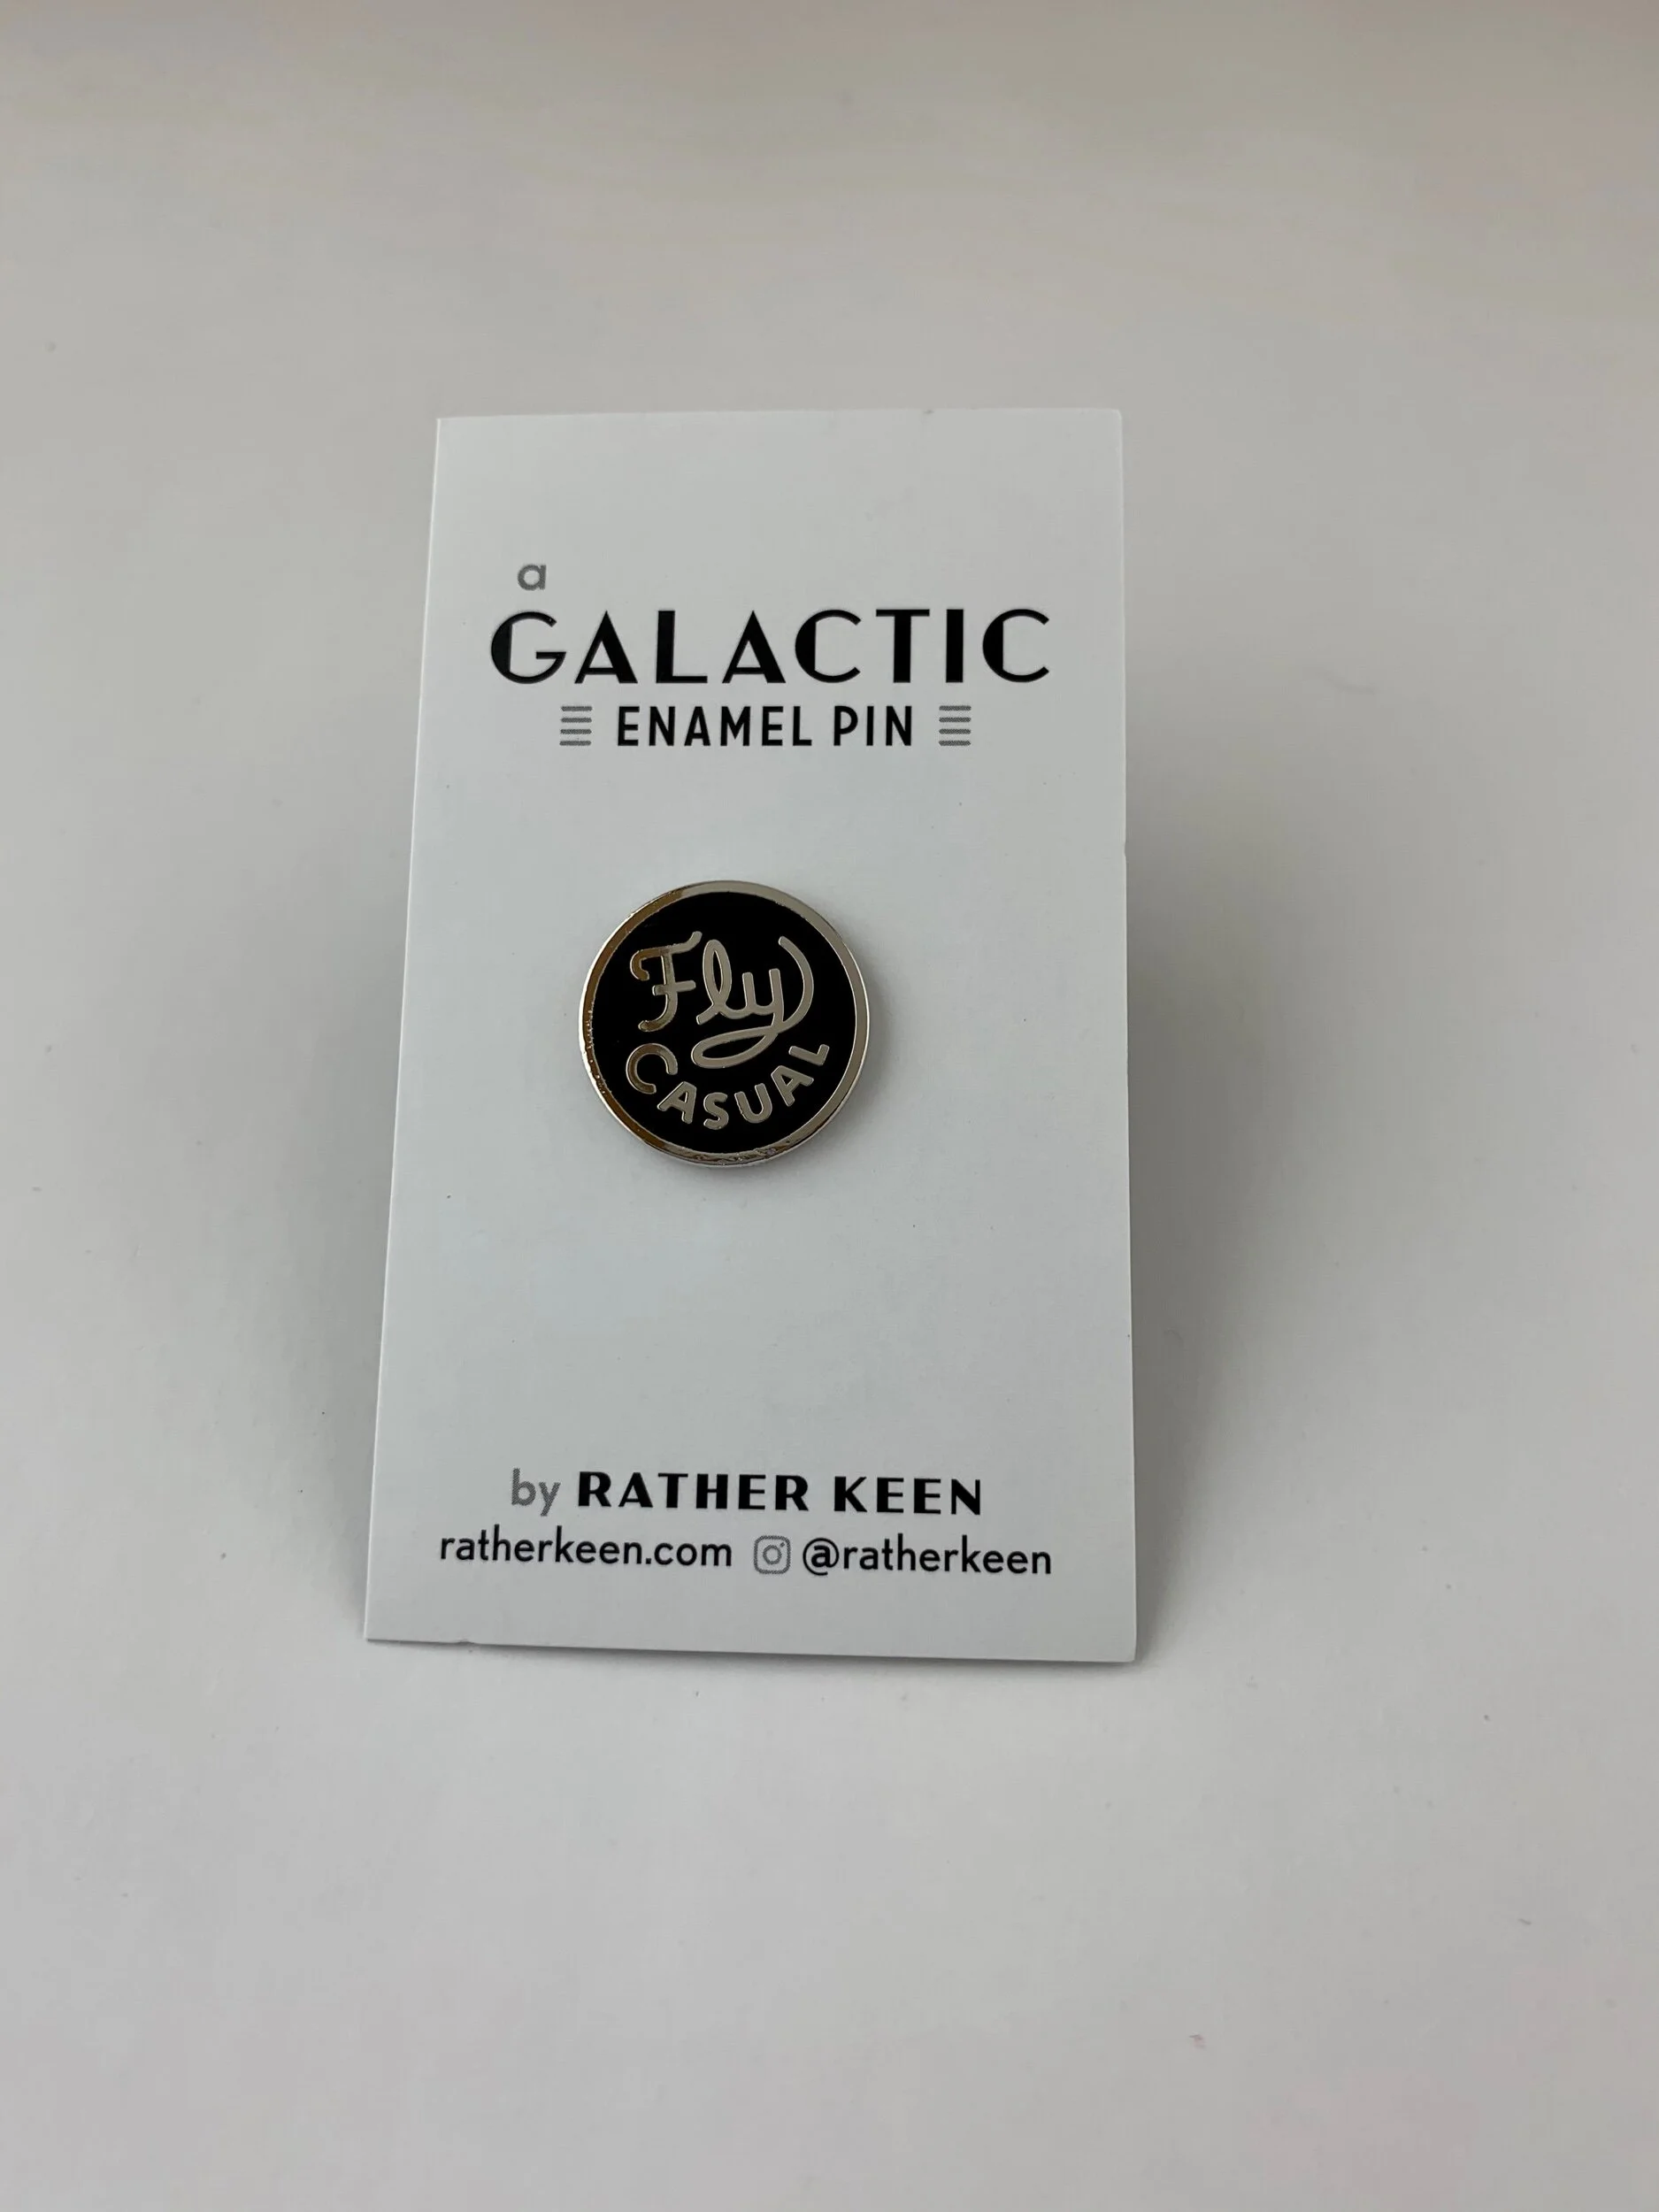 a
GALACTIC
ENAMEL PIN
Fly
CASUAL
by RATHER KEEN
ratherkeen.com @ratherkeen